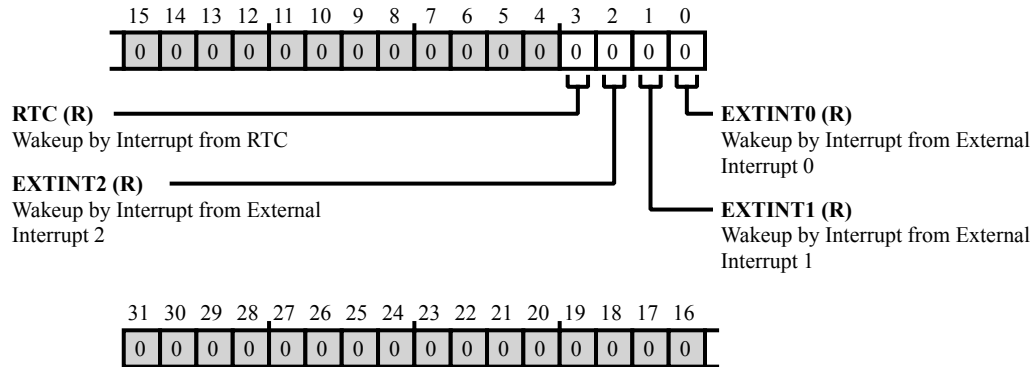 15 14 13 12 11 10 9 8 7 6 5 4 3 2 1 0
0 0 0 0 0 0 0 0 0 0 0 0 0 0 0 0
RTC (R)
Wakeup by Interrupt from RTC
EXTINT0 (R)
Wakeup by Interrupt from External
Interrupt 0
EXTINT2 (R)
Wakeup by Interrupt from External
Interrupt 2
EXTINT1 (R)
Wakeup by Interrupt from External
Interrupt 1
31 30 29 28 27 26 25 24 23 22 21 20 19 18 17 16
0 0 0 0 0 0 0 0 0 0 0 0 0 0 0 0